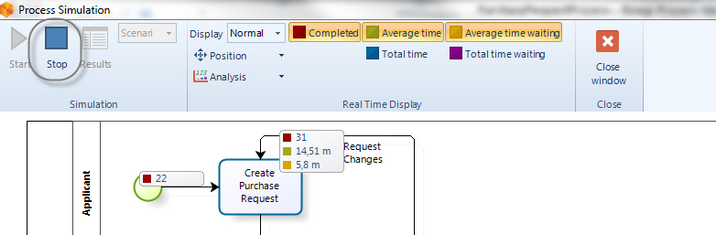 Process Simulation
Start
Stop
Results
Scenari
Simulation
Display Normal
Position
Analysis
Completed
Average time
Average time waiting
Total time
Total time waiting
Real Time Display
Close
window
Close
Applicant
22
Create
Purchase
Request
31
14,51 m
5,8 m
Request
Changes